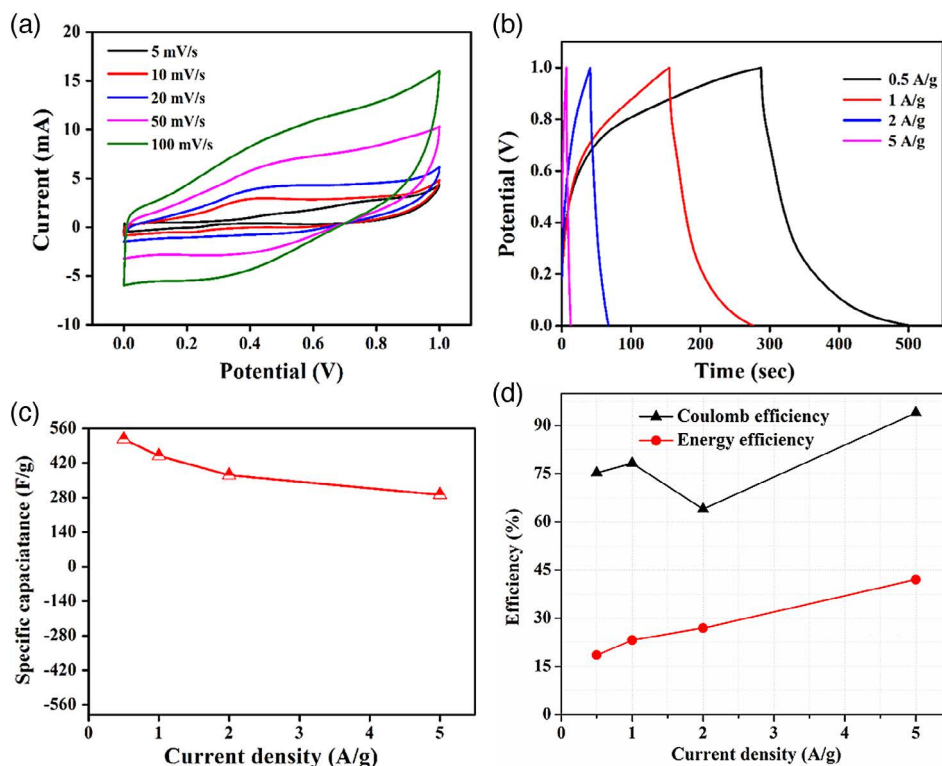 (a)
20
15
10
5
0
-5
-10
Current (mA)
5 mV/s
10 mV/s
20 mV/s
50 mV/s
100 mV/s
0.0 0.2 0.4 0.6 0.8 1.0
Potential (V)
(b)
1.0
0.8
0.6
0.4
0.2
0.0
Potential (V)
0.5 A/g
1 A/g
2 A/g
5 A/g
0 100 200 300 400 500
Time (sec)
(c)
560
420
280
140
0
-140
-280
-420
-560
Specific capaciatance (F/g)
0 1 2 3 4 5
Current density (A/g)
(d)
90
75
60
45
30
15
0
Efficiency (%)
Coulomb efficiency
Energy efficiency
0 1 2 3 4 5
Current density (A/g)